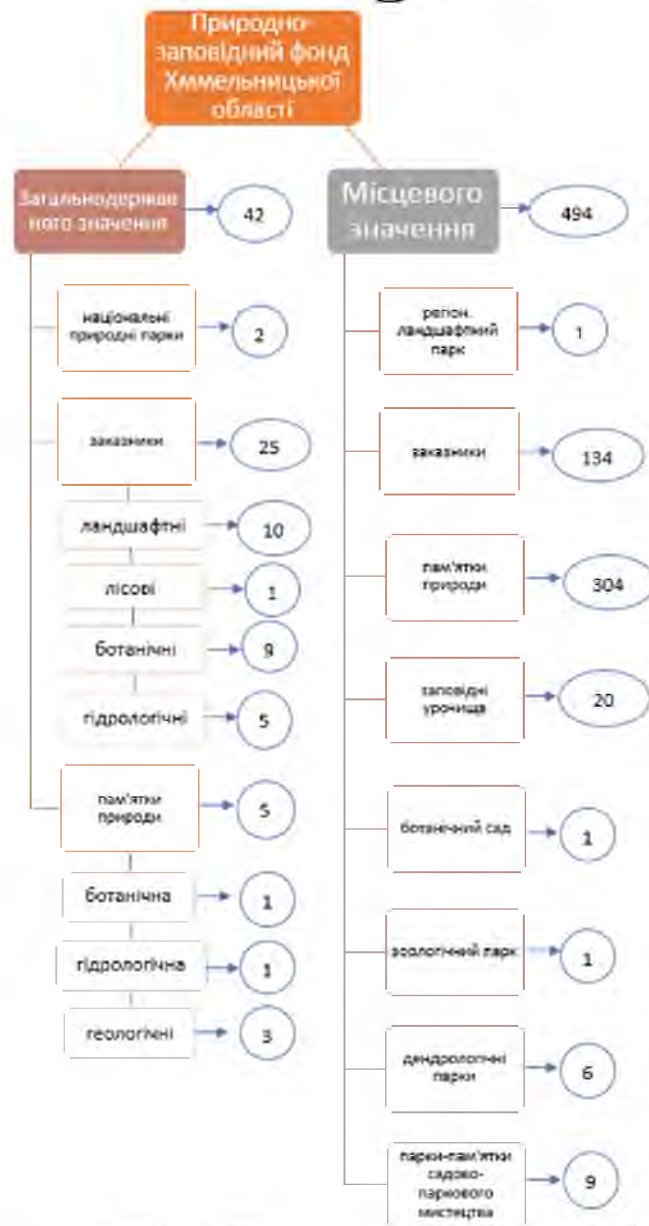 Природно-
заповідний фонд
Хммельницької
області
Загальнодержав
ного значення
42
національні
природні парки
2
заказники
25
ландшафтні
10
лісові
1
ботанічні
9
гідрологічні
5
пам'ятки
природи
5
ботанічна
1
гідрологічна
1
геологічні
3
Місцевого
значення
494
регіон.
ландшафтний
парк
1
заказники
134
пам'ятки
природи
304
заповідні
урочища
20
ботанічний сад
1
зоологічний парк
1
дендрологічні
парки
6
парки-пам'ятки
садово-
паркового
мистецтва
9